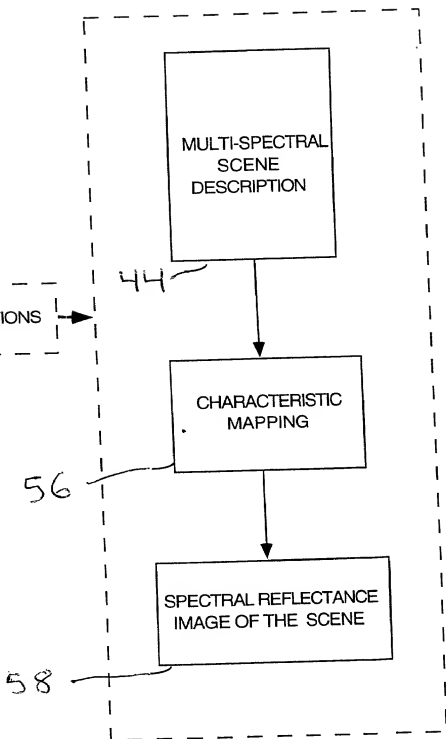 MULTI-SPECTRAL
SCENE
DESCRIPTION
44
IONS
CHARACTERISTIC
MAPPING
56
SPECTRAL REFLECTANCE
IMAGE OF THE SCENE
58